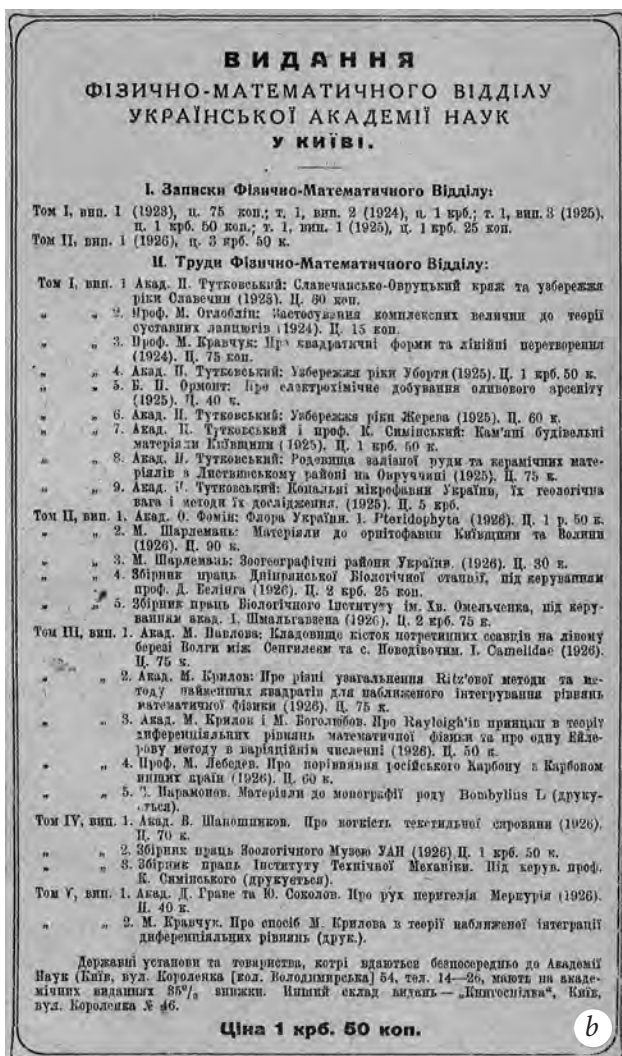 ВИДАННЯ
ФІЗИЧНО-МАТЕМАТИЧНОГО ВІДДІЛУ
УКРАЇНСЬКОЇ АКАДЕМІЇ НАУК
У КИЇВІ.
I. Записки Фізично-Математичного Відділу:
Том I, вип. 1 (1923), ц. 75 коп.; т. 1, вип. 2 (1924), ц. 1 крб.; т. 1, вип. 3 (1925),
ц. 1 крб. 50 коп.; т. 1, вип. 1 (1925), ц. 1 крб. 25 коп.
Том II, вип. 1 (1926), ц. 3 крб. 50 к.
II. Труди Фізично-Математичного Відділу:
Том I, вип. 1 Акад. П. Тутковський: Славечансько-Овруцький кряж та узбережжя
ріки Славечни (1923). Ц. 60 коп.
„ „ 2. Проф. М. Оглоблін: Застосування комплексних величин до теорії
суставних ланцюгів (1924). Ц. 15 коп.
„ „ 3. Проф. М. Кравчук: Про квадратичні форми та лінійні перетворення
(1924). Ц. 75 коп.
„ „ 4. Акад. П. Тутковський: Узбережжя ріки Уборти (1925). Ц. 1 крб. 50 к.
„ „ 5. Б. П. Ормонт: Про електрохімічне добування оливового арсеніту
(1925). Ц. 40 к.
„ „ 6. Акад. П. Тутковський: Узбережжя ріки Жерева (1925). Ц. 60 к.
„ „ 7. Акад. П. Тутковський і проф. К. Симінський: Кам'яні будівельні
матеріяли Київщини (1925). Ц. 1 крб. 50 к.
„ „ 8. Акад. П. Тутковський: Родовища залізної руди та керамічних мате-
ріялів з Листвинському районі на Овруччині (1925). Ц. 75 к.
„ „ 9. Акад. П. Тутковський: Копальні мікрофавни України, їх геологічна
вага і методи їх дослідження. (1925). Ц. 5 крб.
Том II, вип. 1. Акад. О. Фомін: Флора України. I. Pteridophyta (1926). Ц. 1 р. 50 к.
„ „ 2. М. Шарлемань: Матеріяли до орнітофавни Київщини та Волини
(1926). Ц. 90 к.
„ „ 3. М. Шарлемань: Зоогеографічні райони України. (1926). Ц. 30 к.
„ „ 4. Збірник праць Дніпрянської Біологічної станції, під керуванням
проф. Д. Белінга (1926). Ц. 2 крб. 25 коп.
„ 5. Збірник праць Біологічного Інституту ім. Хв. Омельченка, під керу-
ванням акад. І. Шмальгавзена (1926). Ц. 2 крб. 75 к.
Том III, вип. 1. Акад. М. Павлова: Кладовище кісток потретинних ссавців на лівому
березі Волги між Сенгилеєм та с. Новодівочим. I. Camelidae (1926).
Ц. 75 к.
„ 2. Акад. М. Крилов: Про різні узагальнення Ritz'ової методи та ме-
тоду найменших квадратів для наближеного інтегрування рівнань
математичної фізики (1926). Ц. 75 к.
„ „ 3. Акад. М. Крилов і М. Боголюбов. Про Rayleigh'ів принцип в теорії
диференціяльних рівнань математичної фізики та про одну Ейле-
рову методу в варіяційнім численні (1926). Ц. 50 к.
„ „ 4. Проф. М. Лебедєв. Про порівняння російського Карбону з Карбоном
инших країн (1926). Ц. 60 к.
„ „ 5. Парамонов. Матеріяли до монографії роду Bombylius L (друку-
ється).
Том IV, вип. 1. Акад. В. Шапошников. Про вогкість текстильної сировини (1926).
Ц. 70 к.
„ „ 2. Збірник праць Зоологічного Музею УАН (1926) Ц. 1 крб. 50 к.
„ „ 3. Збірник праць Інституту Технічної Механіки. Під керув. проф.
К. Симінського (друкується).
Том V, вип. 1. Акад. Д. Граве та Ю. Соколов. Про рух перигелія Меркурія (1926).
Ц. 40 к.
„ „ 2. М. Кравчук. Про спосіб М. Крилова в теорії наближеної інтеграції
диференціяльних рівнань (друк.).
Державні установи та товариства, котрі вдаються безпосередньо до Академії
Наук (Київ, вул. Короленка [кол. Володимирська] 54, тел. 14—26, мають на акаде-
мічних виданнях 35% знижки. Инший склад видань — „Книгоспілка“, Київ,
вул. Короленка № 46.
Ціна 1 крб. 50 коп.
b